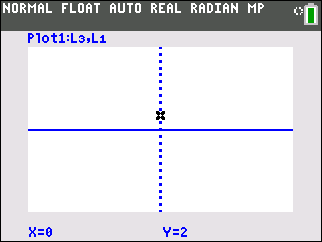 NORMAL FLOAT AUTO REAL RADIAN MP
Plot1:L3,L1
X=0 Y=2